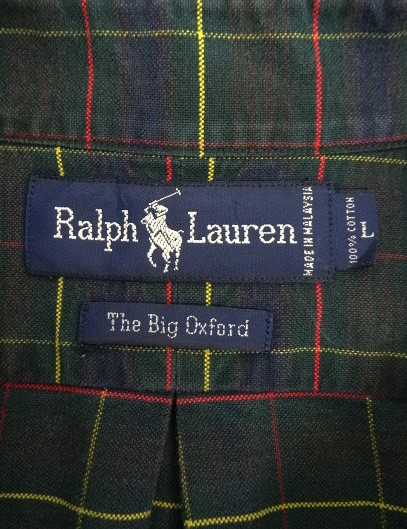 Ralph Lauren
MADE IN MALAYSIA
100% COTTON
L
The Big Oxford